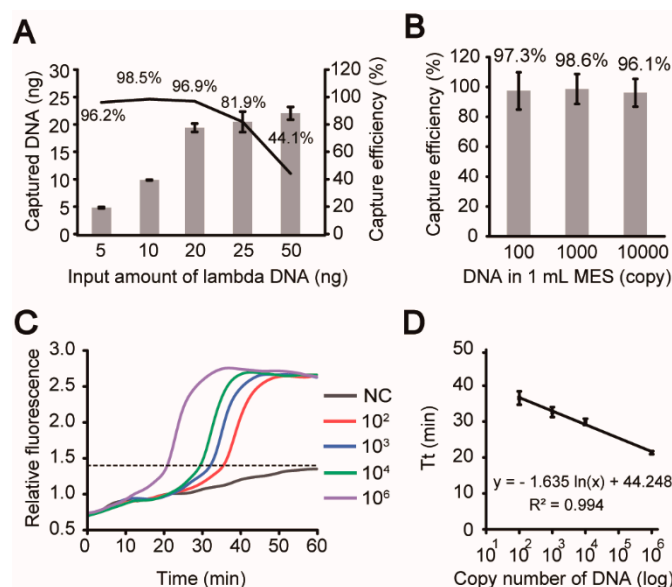 A
Captured DNA (ng)
30
25
20
15
10
5
0
96.2%
98.5%
96.9%
81.9%
44.1%
120
100
80
60
40
20
0
Capture efficiency (%)
5 10 20 25 50
Input amount of lambda DNA (ng)
B
Capture efficiency (%)
120
100
80
60
40
20
0
97.3% 98.6% 96.1%
100 1000 10000
DNA in 1 mL MES (copy)
C
Relative fluorescence
3.0
2.5
2.0
1.5
1.0
0.5
0 10 20 30 40 50 60
Time (min)
NC
10²
10³
10⁴
10⁶
D
Tt (min)
50
40
30
20
10
0
y = - 1.635 ln(x) + 44.248
R² = 0.994
10¹ 10² 10³ 10⁴ 10⁵ 10⁶
Copy number of DNA (log)